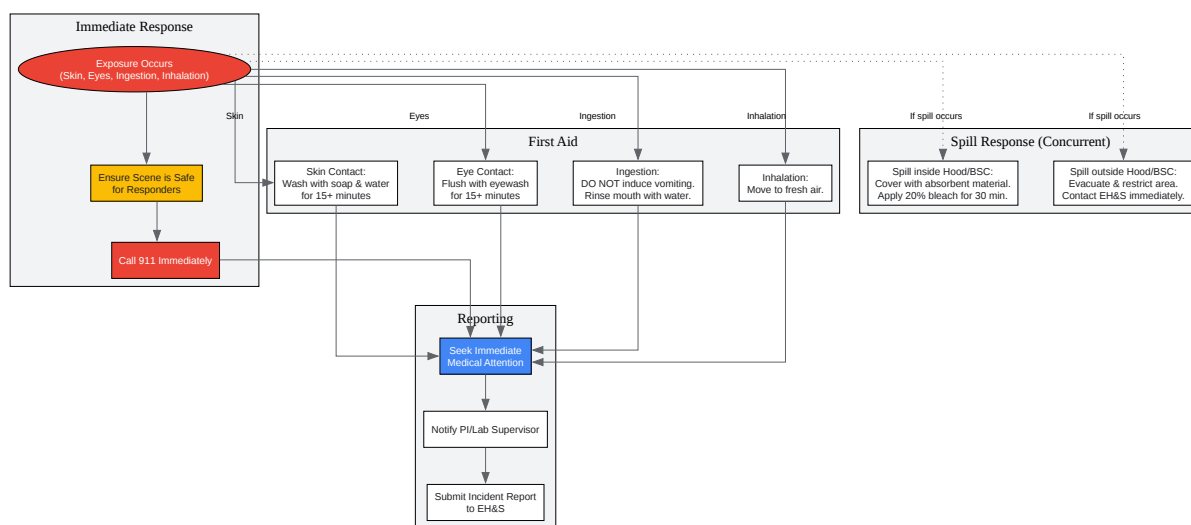 Immediate Response
Exposure Occurs
(Skin, Eyes, Ingestion, Inhalation)
Skin
Eyes
Ingestion
Inhalation
If spill occurs
If spill occurs
Ensure Scene is Safe
for Responders
Call 911 Immediately
First Aid
Skin Contact:
Wash with soap & water
for 15+ minutes
Eye Contact:
Flush with eyewash
for 15+ minutes
Ingestion:
DO NOT induce vomiting.
Rinse mouth with water.
Inhalation:
Move to fresh air.
Spill Response (Concurrent)
Spill inside Hood/BSC:
Cover with absorbent material.
Apply 20% bleach for 30 min.
Spill outside Hood/BSC:
Evacuate & restrict area.
Contact EH&S immediately.
Reporting
Seek Immediate
Medical Attention
Notify PI/Lab Supervisor
Submit Incident Report
to EH&S